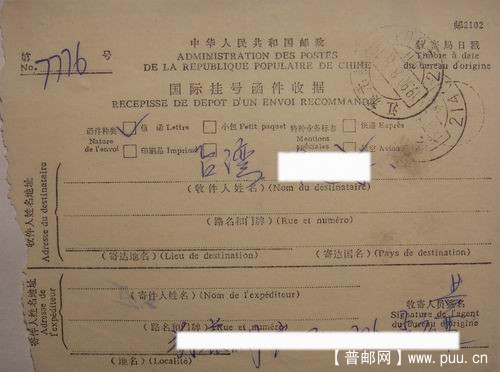 邮2102
中华人民共和国邮政
ADMINISTRATION DES POSTES
DE LA REPUBLIQUE POPULAIRE DE CHINE
收寄局日戳
Timbre à date
du bureau d'origine
第 7776 号
No.
国际挂号函件收据
RECEPISSE DE DEPOT D'UN ENVOI RECOMMANDE
函件种类
Nature
de l'envoi
信 函 Lettre
小包 Petit paquet
特种业务标志
Mentions
spéciales
快递 Exprès
印刷品 Imprimé
航空 Avion
214
台湾
收件人姓名地址
Adresse du destinataire
(收件人姓名) (Nom du destinataire)
(路名和门牌) (Rue et numéro)
(寄达地名) (Lieu de destination)
(寄达国名) (Pays de destination)
寄件人姓名地址
Adresse de
l'expéditeur
(寄件人姓名) (Nom de l'expéditeur)
(路名和门牌) (Rue et numéro)
(地名) (Localité)
收寄人员签名
Signature de l'agent
du bureau d'origine
【普邮网】www.puu.cn